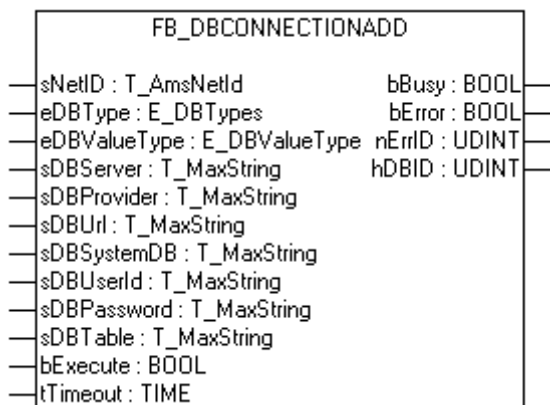 FB_DBCONNECTIONADD
sNetID : T_AmsNetId bBusy : BOOL
eDBType : E_DBTypes bError : BOOL
eDBValueType : E_DBValueType nErrID : UDINT
sDBServer : T_MaxString hDBID : UDINT
sDBProvider : T_MaxString
sDBUrl : T_MaxString
sDBSystemDB : T_MaxString
sDBUserId : T_MaxString
sDBPassword : T_MaxString
sDBTable : T_MaxString
bExecute : BOOL
tTimeout : TIME